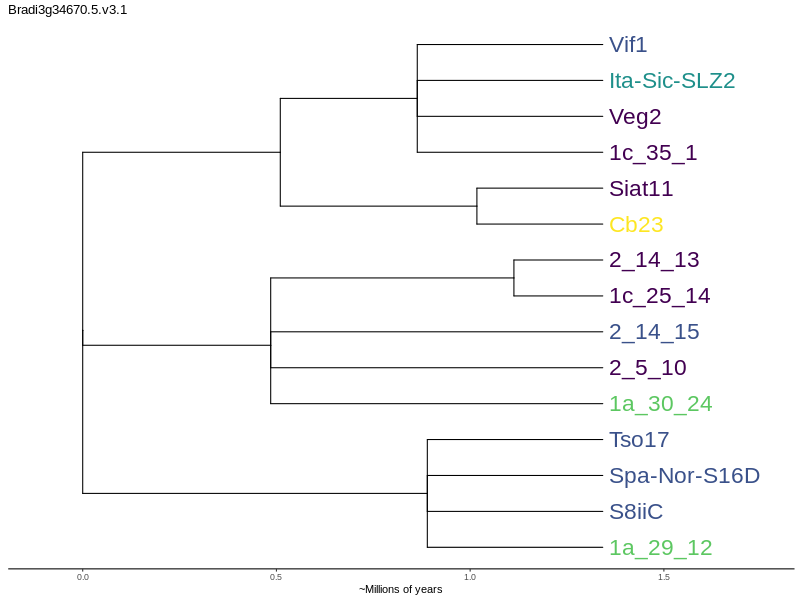 Bradi3g34670.5.v3.1
Vif1
Ita-Sic-SLZ2
Veg2
1c_35_1
Siat11
Cb23
2_14_13
1c_25_14
2_14_15
2_5_10
1a_30_24
Tso17
Spa-Nor-S16D
S8iiC
1a_29_12
0.0 0.5 1.0 1.5
~Millions of years